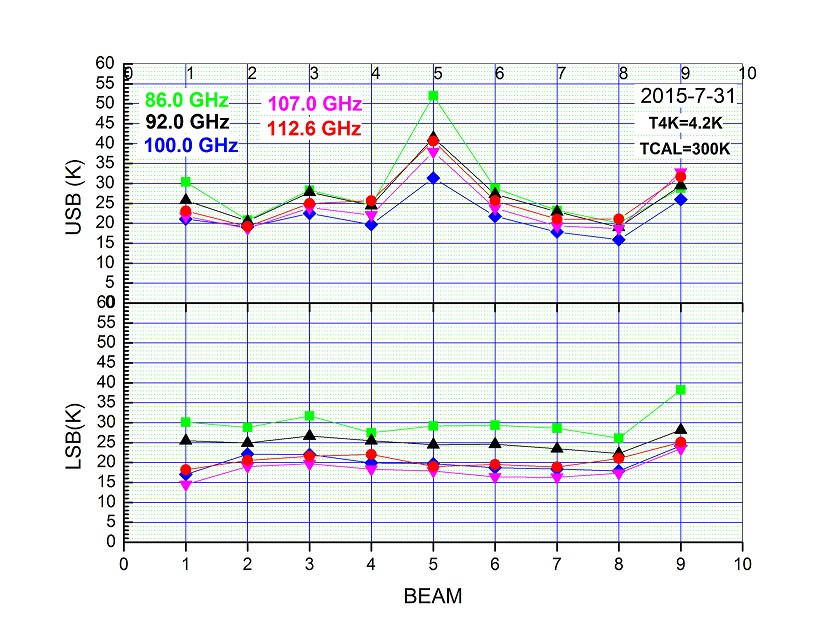 60
55
50
45
40
35
30
25
20
15
10
5
0
USB (K)
0 1 2 3 4 5 6 7 8 9 10
86.0 GHz
92.0 GHz
100.0 GHz
107.0 GHz
112.6 GHz
2015-7-31
T4K=4.2K
TCAL=300K
60
55
50
45
40
35
30
25
20
15
10
5
0
LSB(K)
0 1 2 3 4 5 6 7 8 9 10
BEAM